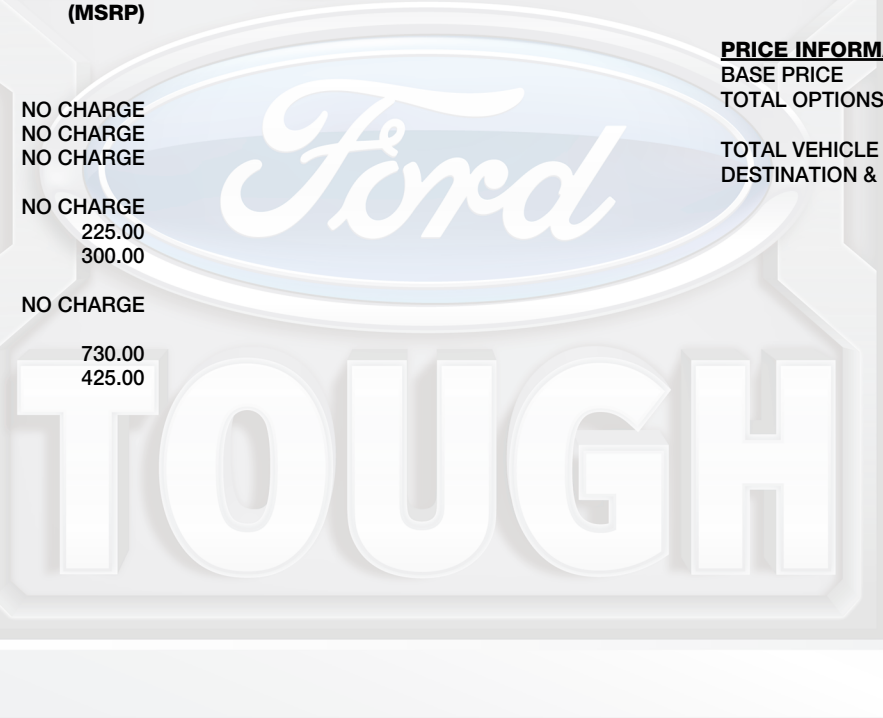 (MSRP)
NO CHARGE
NO CHARGE
NO CHARGE
NO CHARGE
225.00
300.00
NO CHARGE
730.00
425.00
PRICE INFORM
BASE PRICE
TOTAL OPTIONS
TOTAL VEHICLE
DESTINATION &
Ford
TOUGH